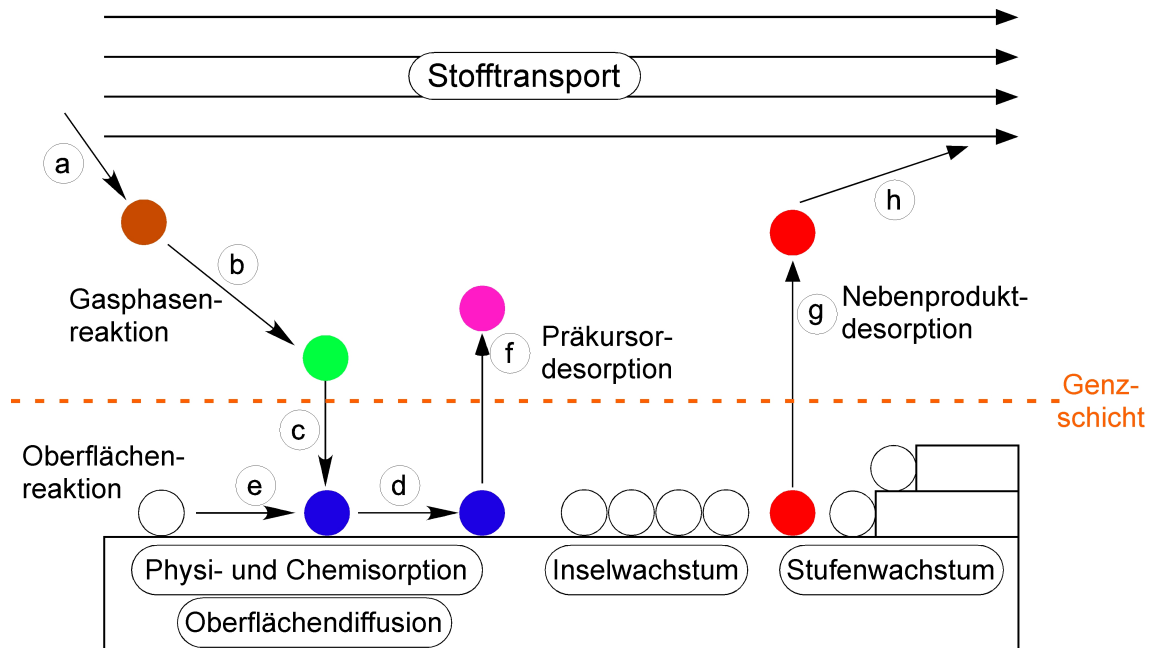 Stofftransport
a
h
b
Gasphasen-
reaktion
g
Nebenprodukt-
desorption
f
Präkursor-
desorption
Genz-
schicht
c
Oberflächen-
reaktion
e
d
Physi- und Chemisorption
Inselwachstum
Stufenwachstum
Oberflächendiffusion